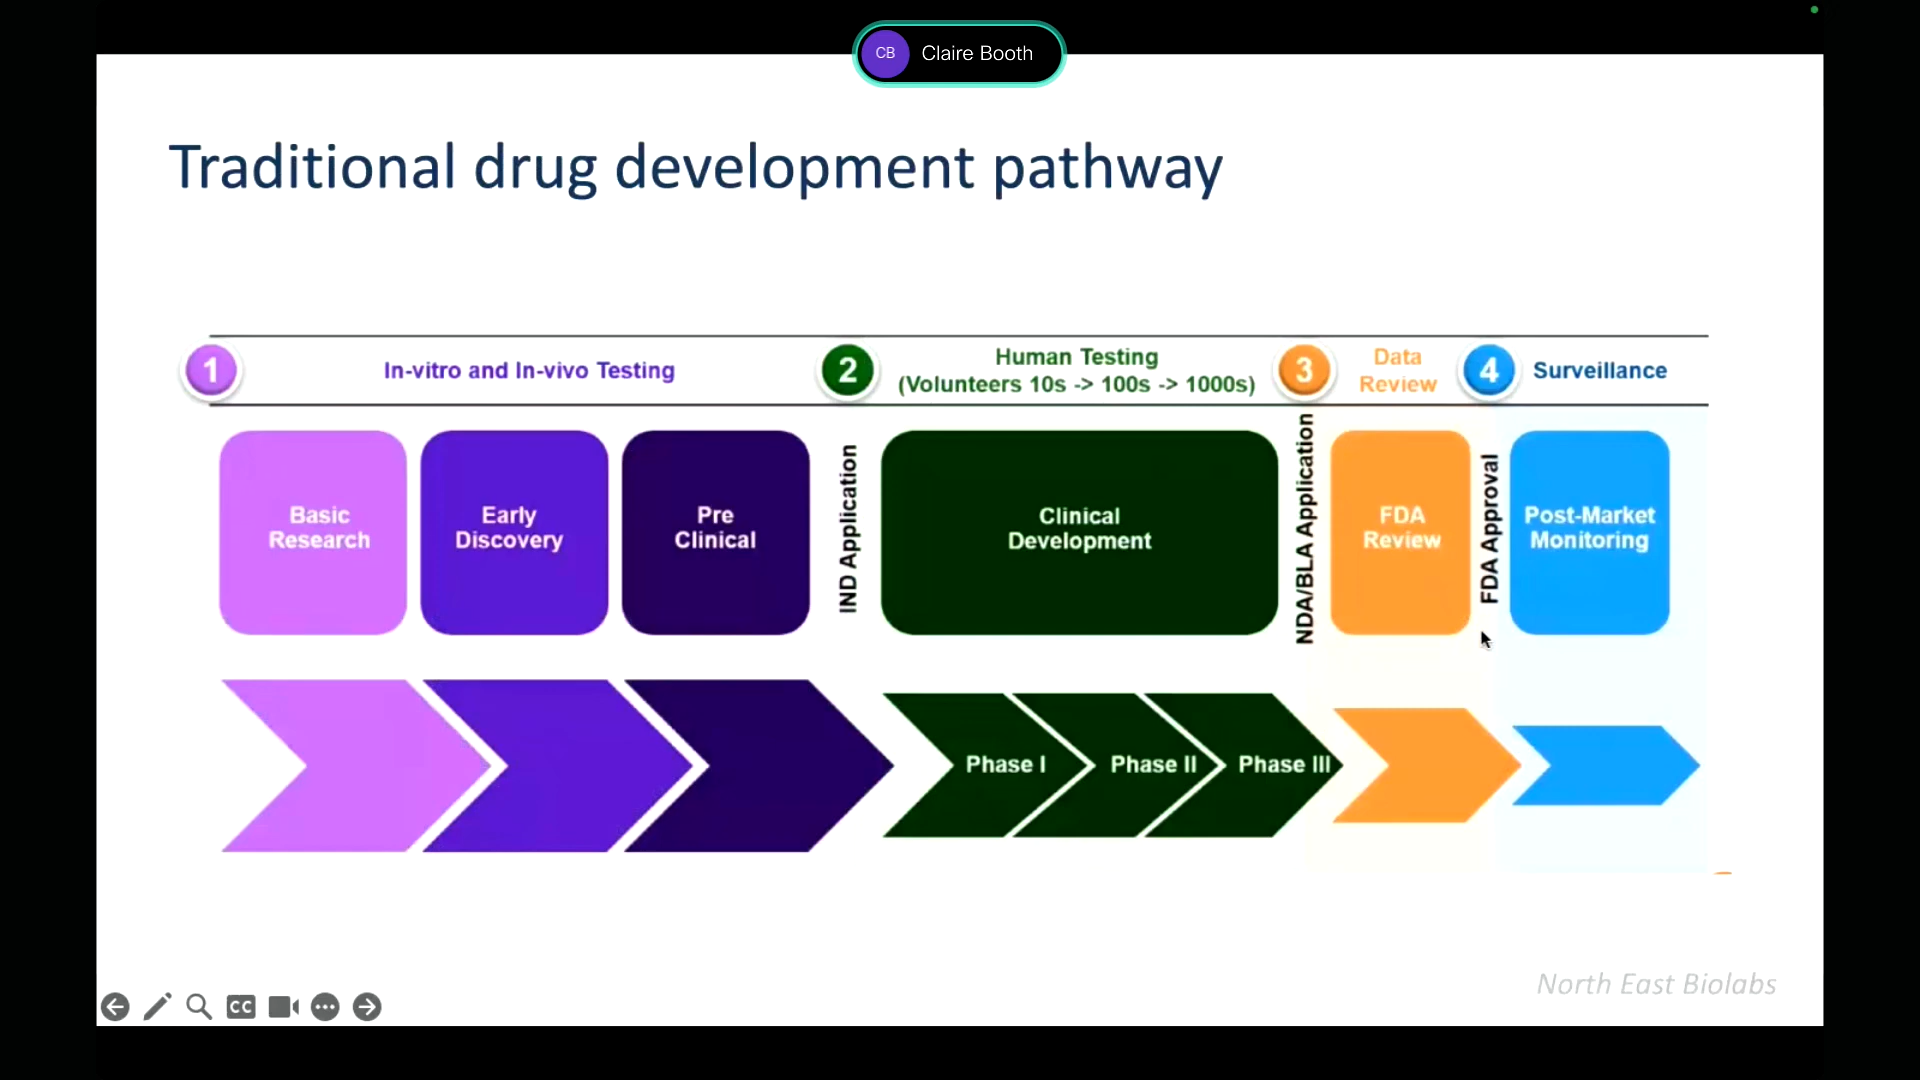 CB Claire Booth
Traditional drug development pathway
1
In-vitro and In-vivo Testing
2
Human Testing
(Volunteers 10s -> 100s -> 1000s)
3
Data
Review
4
Surveillance
Basic
Research
Early
Discovery
Pre
Clinical
IND Application
Clinical
Development
NDA/BLA Application
FDA
Review
FDA Approval
Post-Market
Monitoring
Phase I
Phase II
Phase III
North East Biolabs
CC